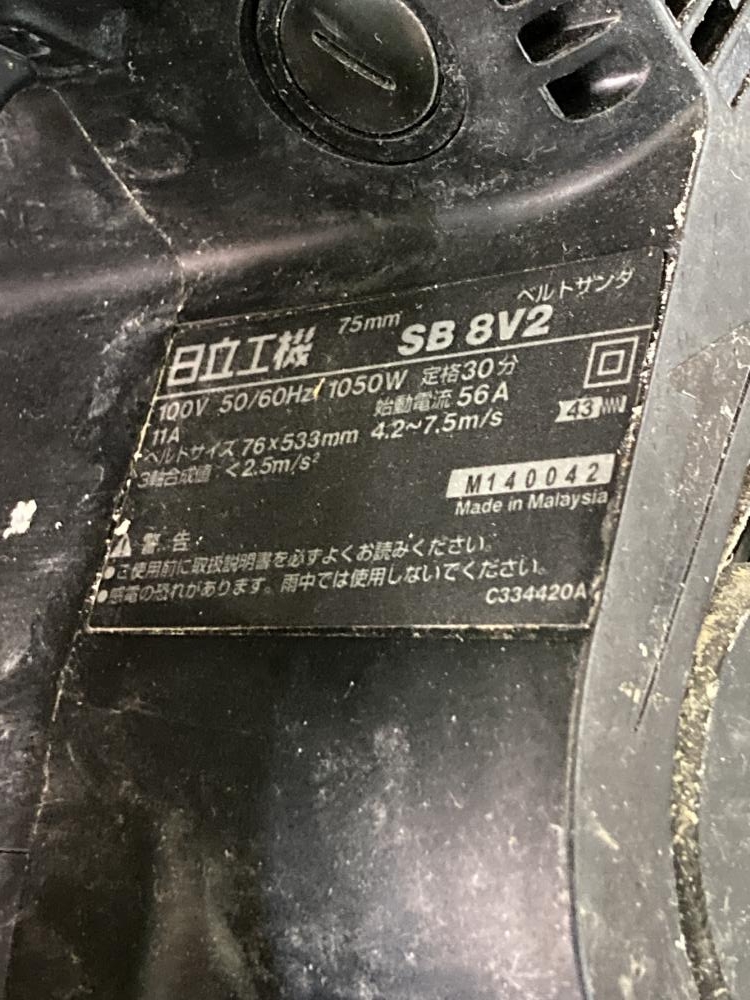 ベルトサンダ
日立工機 75mm SB 8V2
100V 50/60Hz 1050W 定格30分
11A 始動電流 56A
ベルトサイズ 76×533mm 4.2~7.5m/s
43
3軸合成値 <2.5m/s²
M140042
Made in Malaysia
警告
●ご使用前に取扱説明書を必ずよくお読みください。
●感電の恐れがあります。雨中では使用しないでください。
C334420A